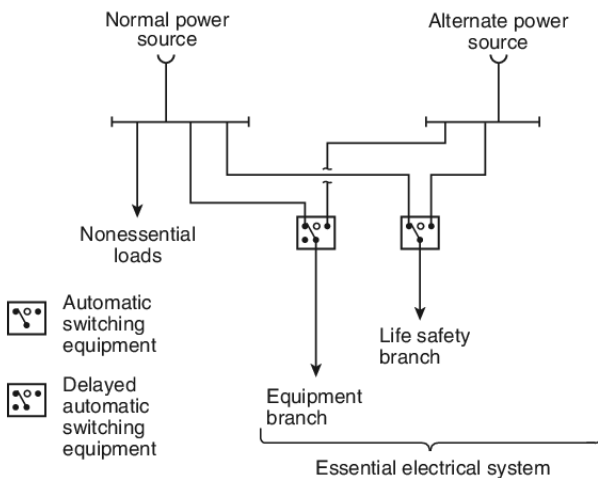 Normal power
source
Alternate power
source
Nonessential
loads
Automatic
switching
equipment
Delayed
automatic
switching
equipment
Life safety
branch
Equipment
branch
Essential electrical system